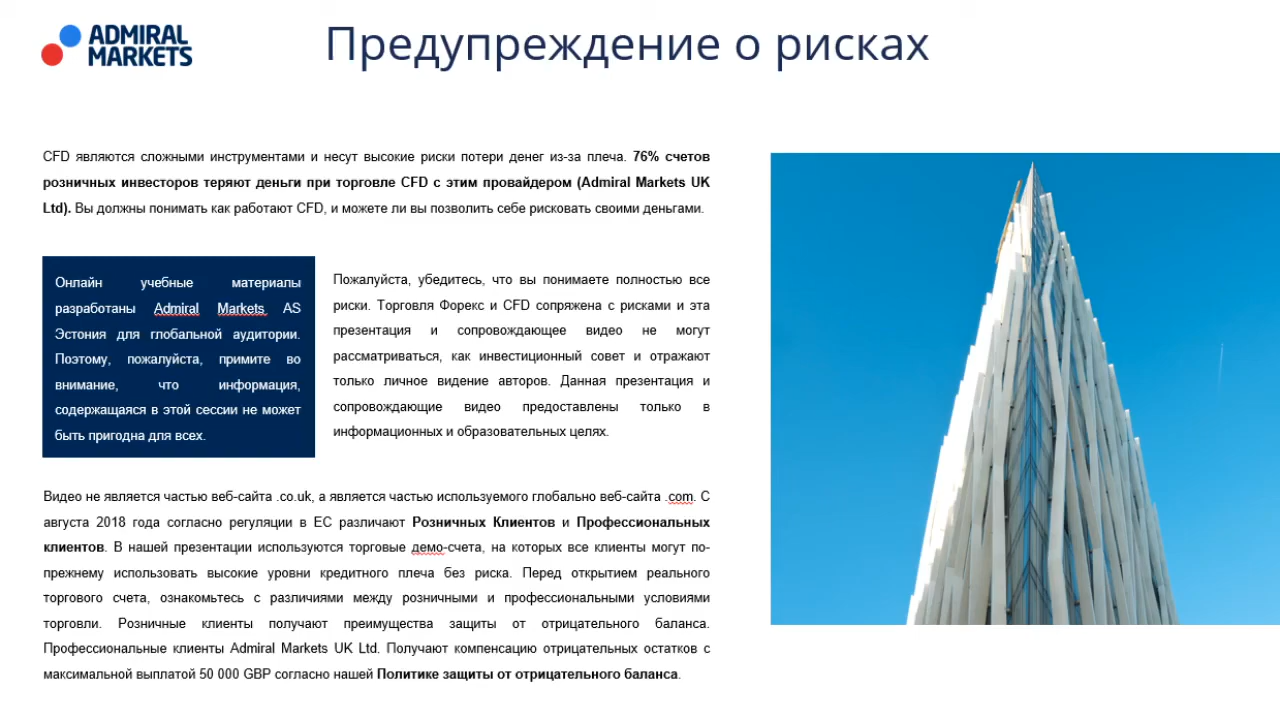 ADMIRAL
MARKETS
Предупреждение о рисках
CFD являются сложными инструментами и несут высокие риски потери денег из-за плеча. 76% счетов
розничных инвесторов теряют деньги при торговле CFD с этим провайдером (Admiral Markets UK
Ltd). Вы должны понимать как работают CFD, и можете ли вы позволить себе рисковать своими деньгами.
Онлайн учебные материалы
разработаны Admiral Markets AS
Эстония для глобальной аудитории.
Поэтому, пожалуйста, примите во
внимание, что информация,
содержащаяся в этой сессии не может
быть пригодна для всех.
Пожалуйста, убедитесь, что вы понимаете полностью все
риски. Торговля Форекс и CFD сопряжена с рисками и эта
презентация и сопровождающее видео не могут
рассматриваться, как инвестиционный совет и отражают
только личное видение авторов. Данная презентация и
сопровождающие видео предоставлены только в
информационных и образовательных целях.
Видео не является частью веб-сайта .co.uk, а является частью используемого глобально веб-сайта .com. С
августа 2018 года согласно регуляции в ЕС различают Розничных Клиентов и Профессиональных
клиентов. В нашей презентации используются торговые демо-счета, на которых все клиенты могут по-
прежнему использовать высокие уровни кредитного плеча без риска. Перед открытием реального
торгового счета, ознакомьтесь с различиями между розничными и профессиональными условиями
торговли. Розничные клиенты получают преимущества защиты от отрицательного баланса.
Профессиональные клиенты Admiral Markets UK Ltd. Получают компенсацию отрицательных остатков с
максимальной выплатой 50 000 GBP согласно нашей Политике защиты от отрицательного баланса.